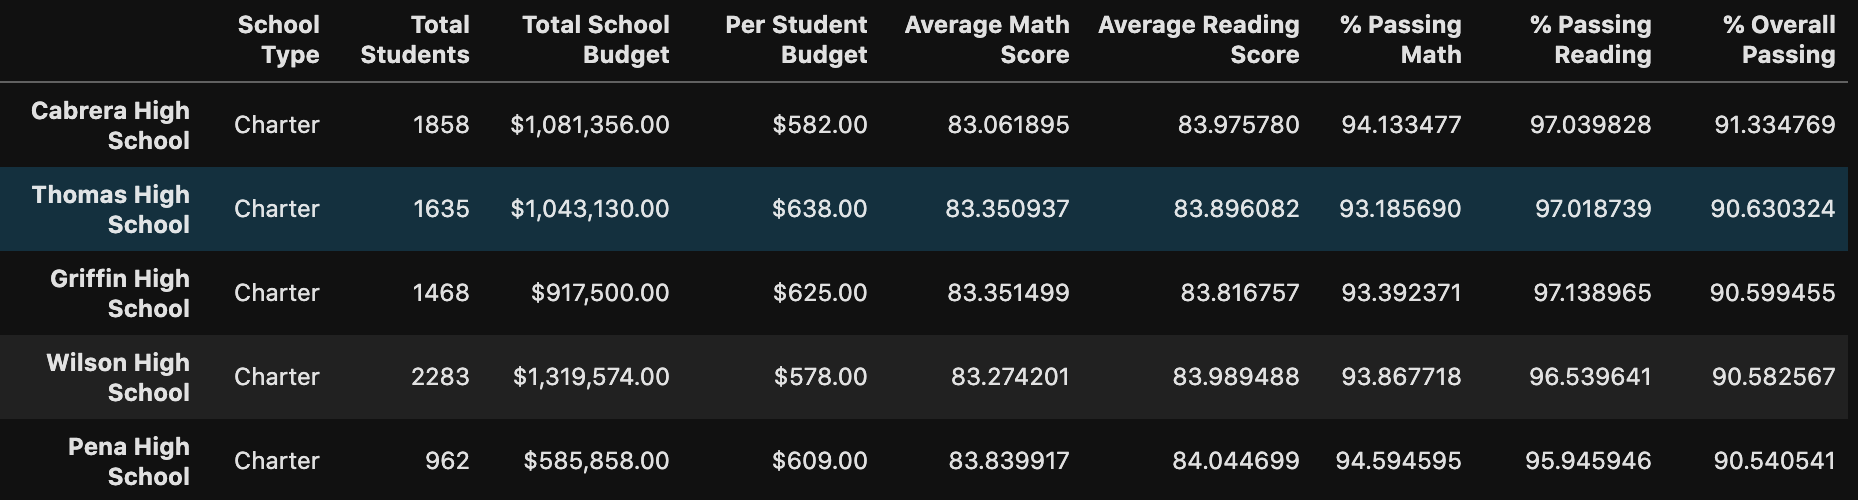 School Total Total School Per Student Average Math Average Reading % Passing % Passing % Overall
Type Students Budget Budget Score Score Math Reading Passing
Cabrera High
School Charter 1858 $1,081,356.00 $582.00 83.061895 83.975780 94.133477 97.039828 91.334769
Thomas High
School Charter 1635 $1,043,130.00 $638.00 83.350937 83.896082 93.185690 97.018739 90.630324
Griffin High
School Charter 1468 $917,500.00 $625.00 83.351499 83.816757 93.392371 97.138965 90.599455
Wilson High
School Charter 2283 $1,319,574.00 $578.00 83.274201 83.989488 93.867718 96.539641 90.582567
Pena High
School Charter 962 $585,858.00 $609.00 83.839917 84.044699 94.594595 95.945946 90.540541